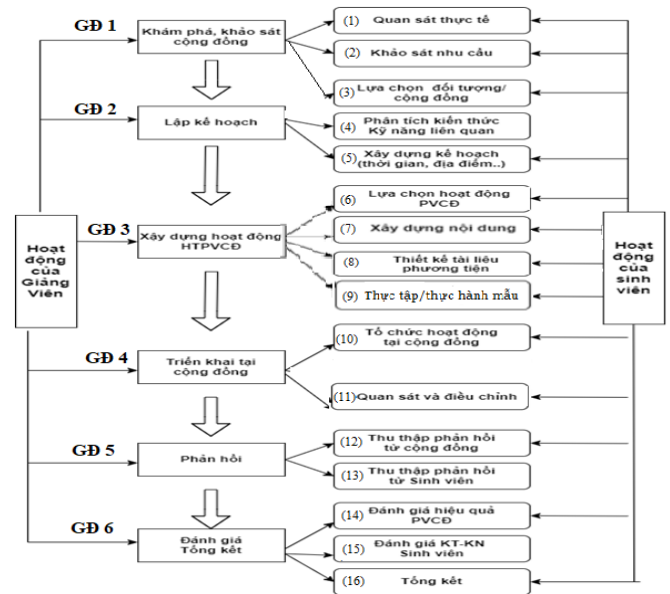 GĐ 1
Khám phá, khảo sát
cộng đồng
(1) Quan sát thực tế
(2) Khảo sát nhu cầu
(3) Lựa chọn đối tượng/
cộng đồng
GĐ 2
Lập kế hoạch
(4) Phân tích kiến thức
Kỹ năng liên quan
(5) Xây dựng kế hoạch
(thời gian, địa điểm..)
Hoạt
động
của
Giảng
Viên
GĐ 3
Xây dựng hoạt động
HTPVCĐ
(6) Lựa chọn hoạt động
PVCĐ
(7) Xây dựng nội dung
(8) Thiết kế tài liệu
phương tiện
(9) Thực tập/thực hành mẫu
Hoạt
động
của
sinh
viên
GĐ 4
Triển khai tại
cộng đồng
(10) Tổ chức hoạt động
tại cộng đồng
(11) Quan sát và điều chỉnh
GĐ 5
Phản hồi
(12) Thu thập phản hồi
từ cộng đồng
(13) Thu thập phản hồi
từ Sinh viên
GĐ 6
Đánh giá
Tổng kết
(14) Đánh giá hiệu quả
PVCĐ
(15) Đánh giá KT-KN
Sinh viên
(16) Tổng kết